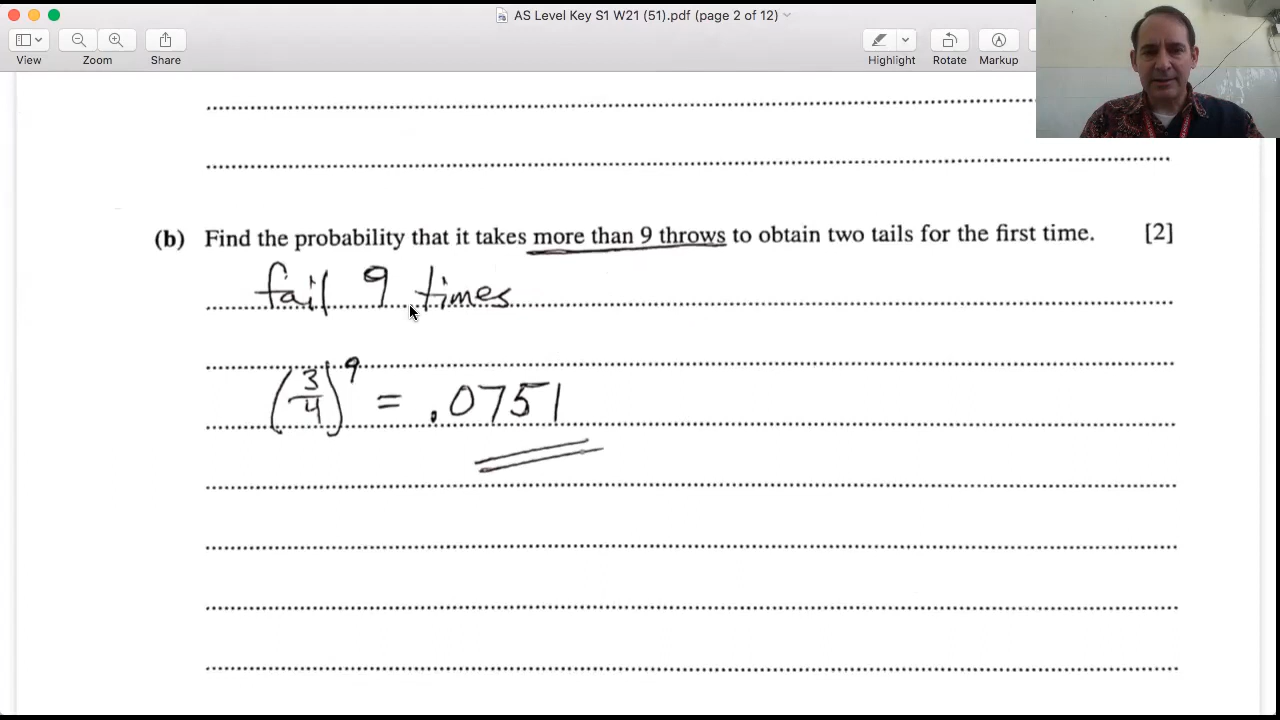 AS Level Key S1 W21 (51).pdf (page 2 of 12)
View Zoom Share Highlight Rotate Markup
(b) Find the probability that it takes more than 9 throws to obtain two tails for the first time. [2]
fail 9 times
(3/4)^9 = .0751